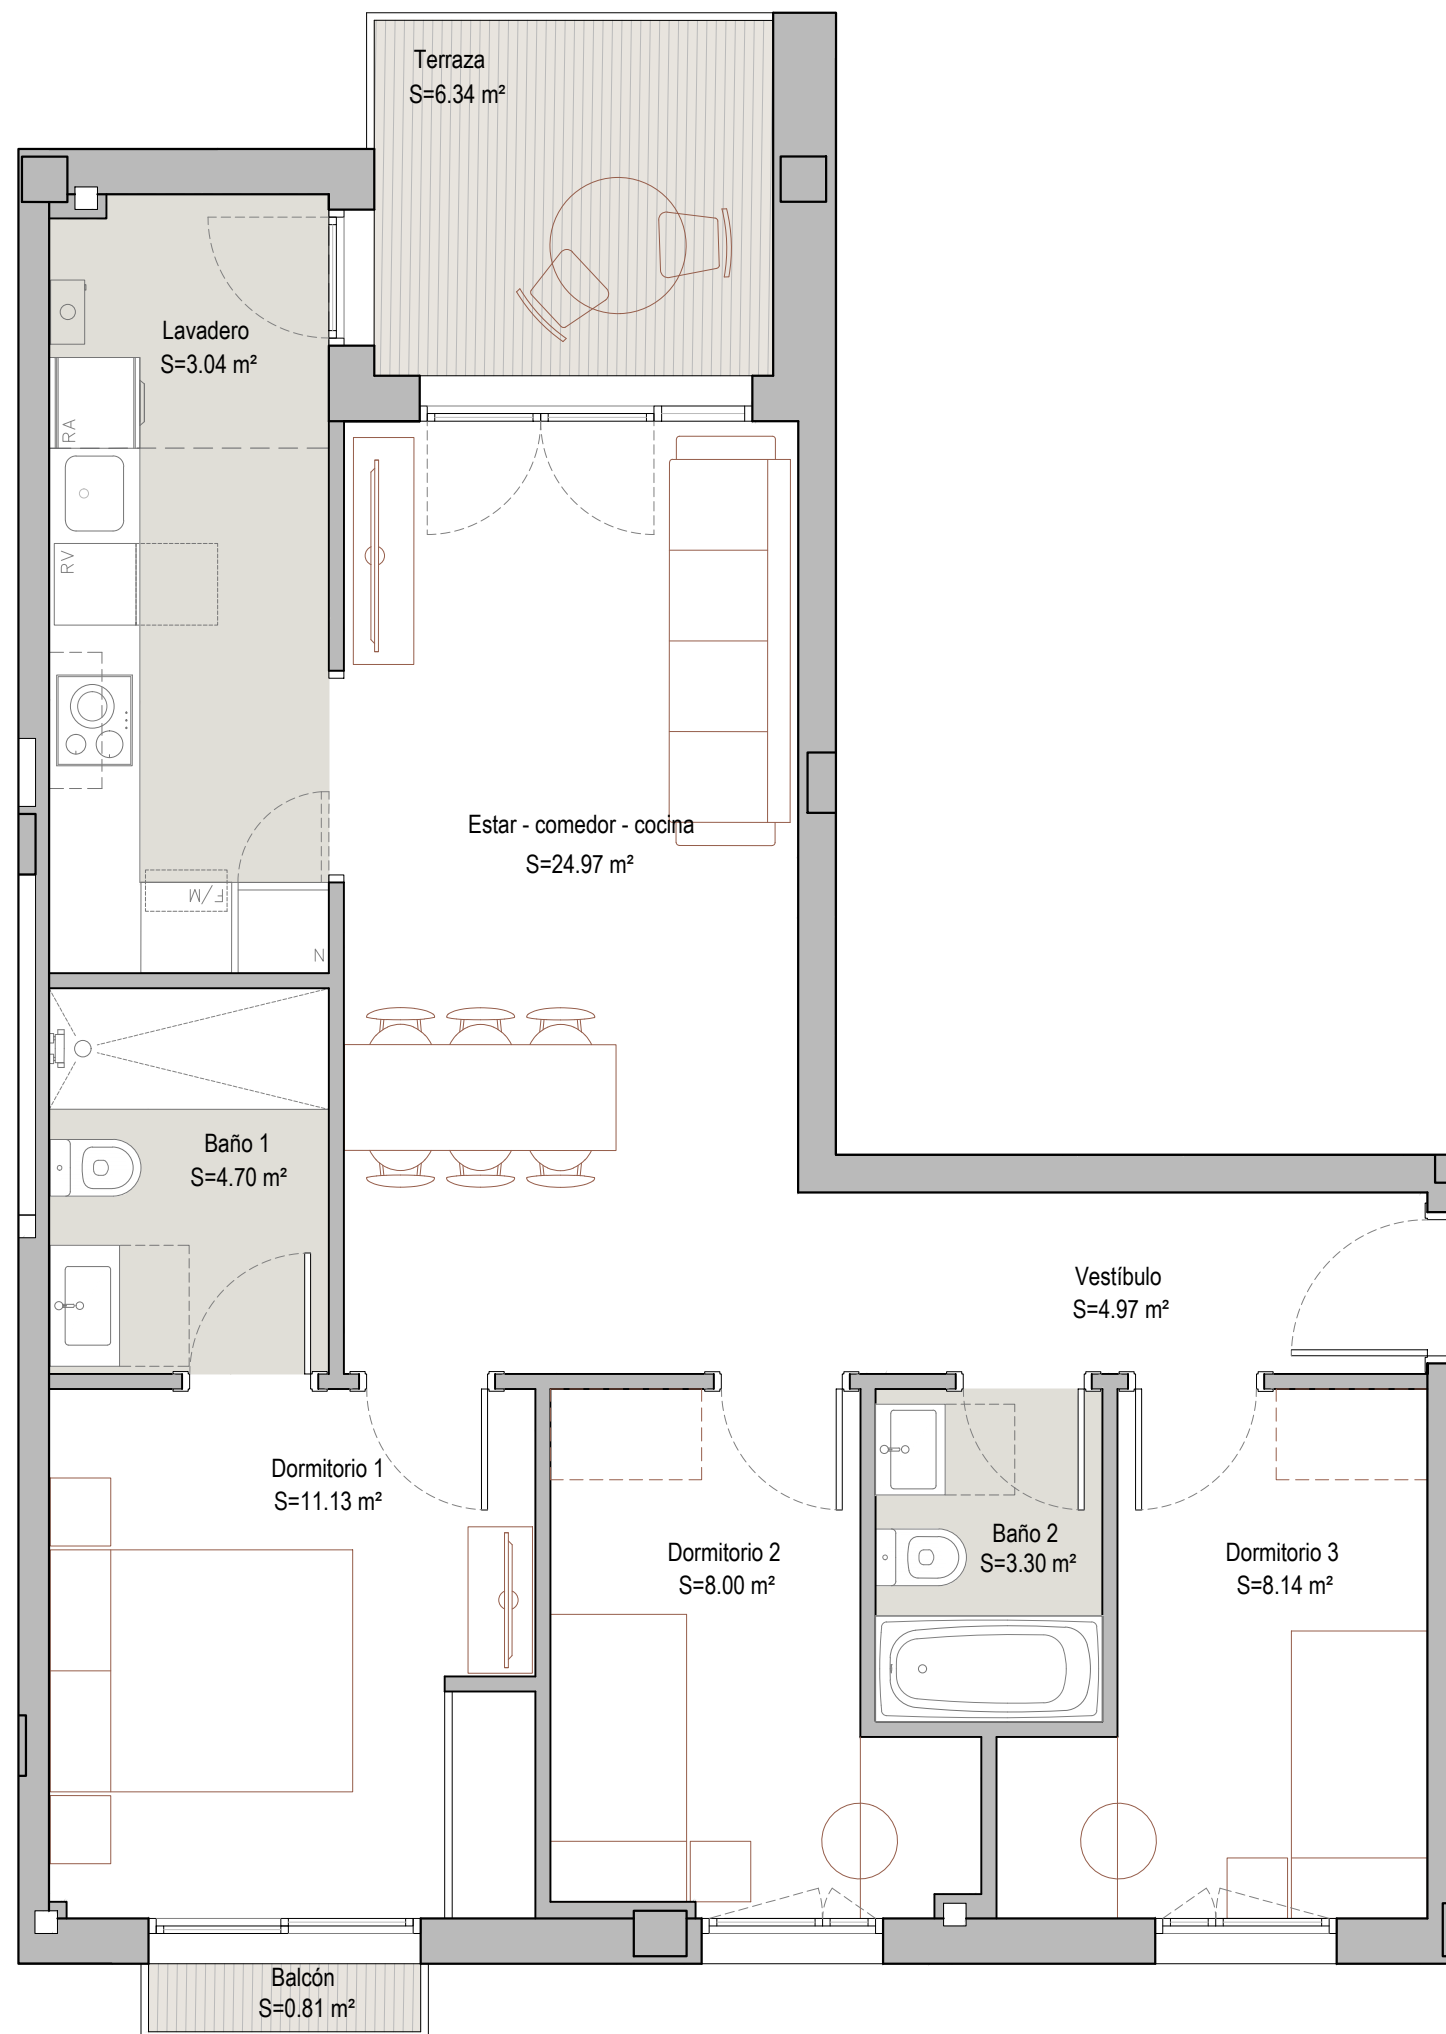 Terraza
S=6.34 m²
Lavadero
S=3.04 m²
RA
RV
Estar - comedor - cocina
S=24.97 m²
F/M
N
Baño 1
S=4.70 m²
Vestíbulo
S=4.97 m²
Dormitorio 1
S=11.13 m²
Dormitorio 2
S=8.00 m²
Baño 2
S=3.30 m²
Dormitorio 3
S=8.14 m²
Balcón
S=0.81 m²